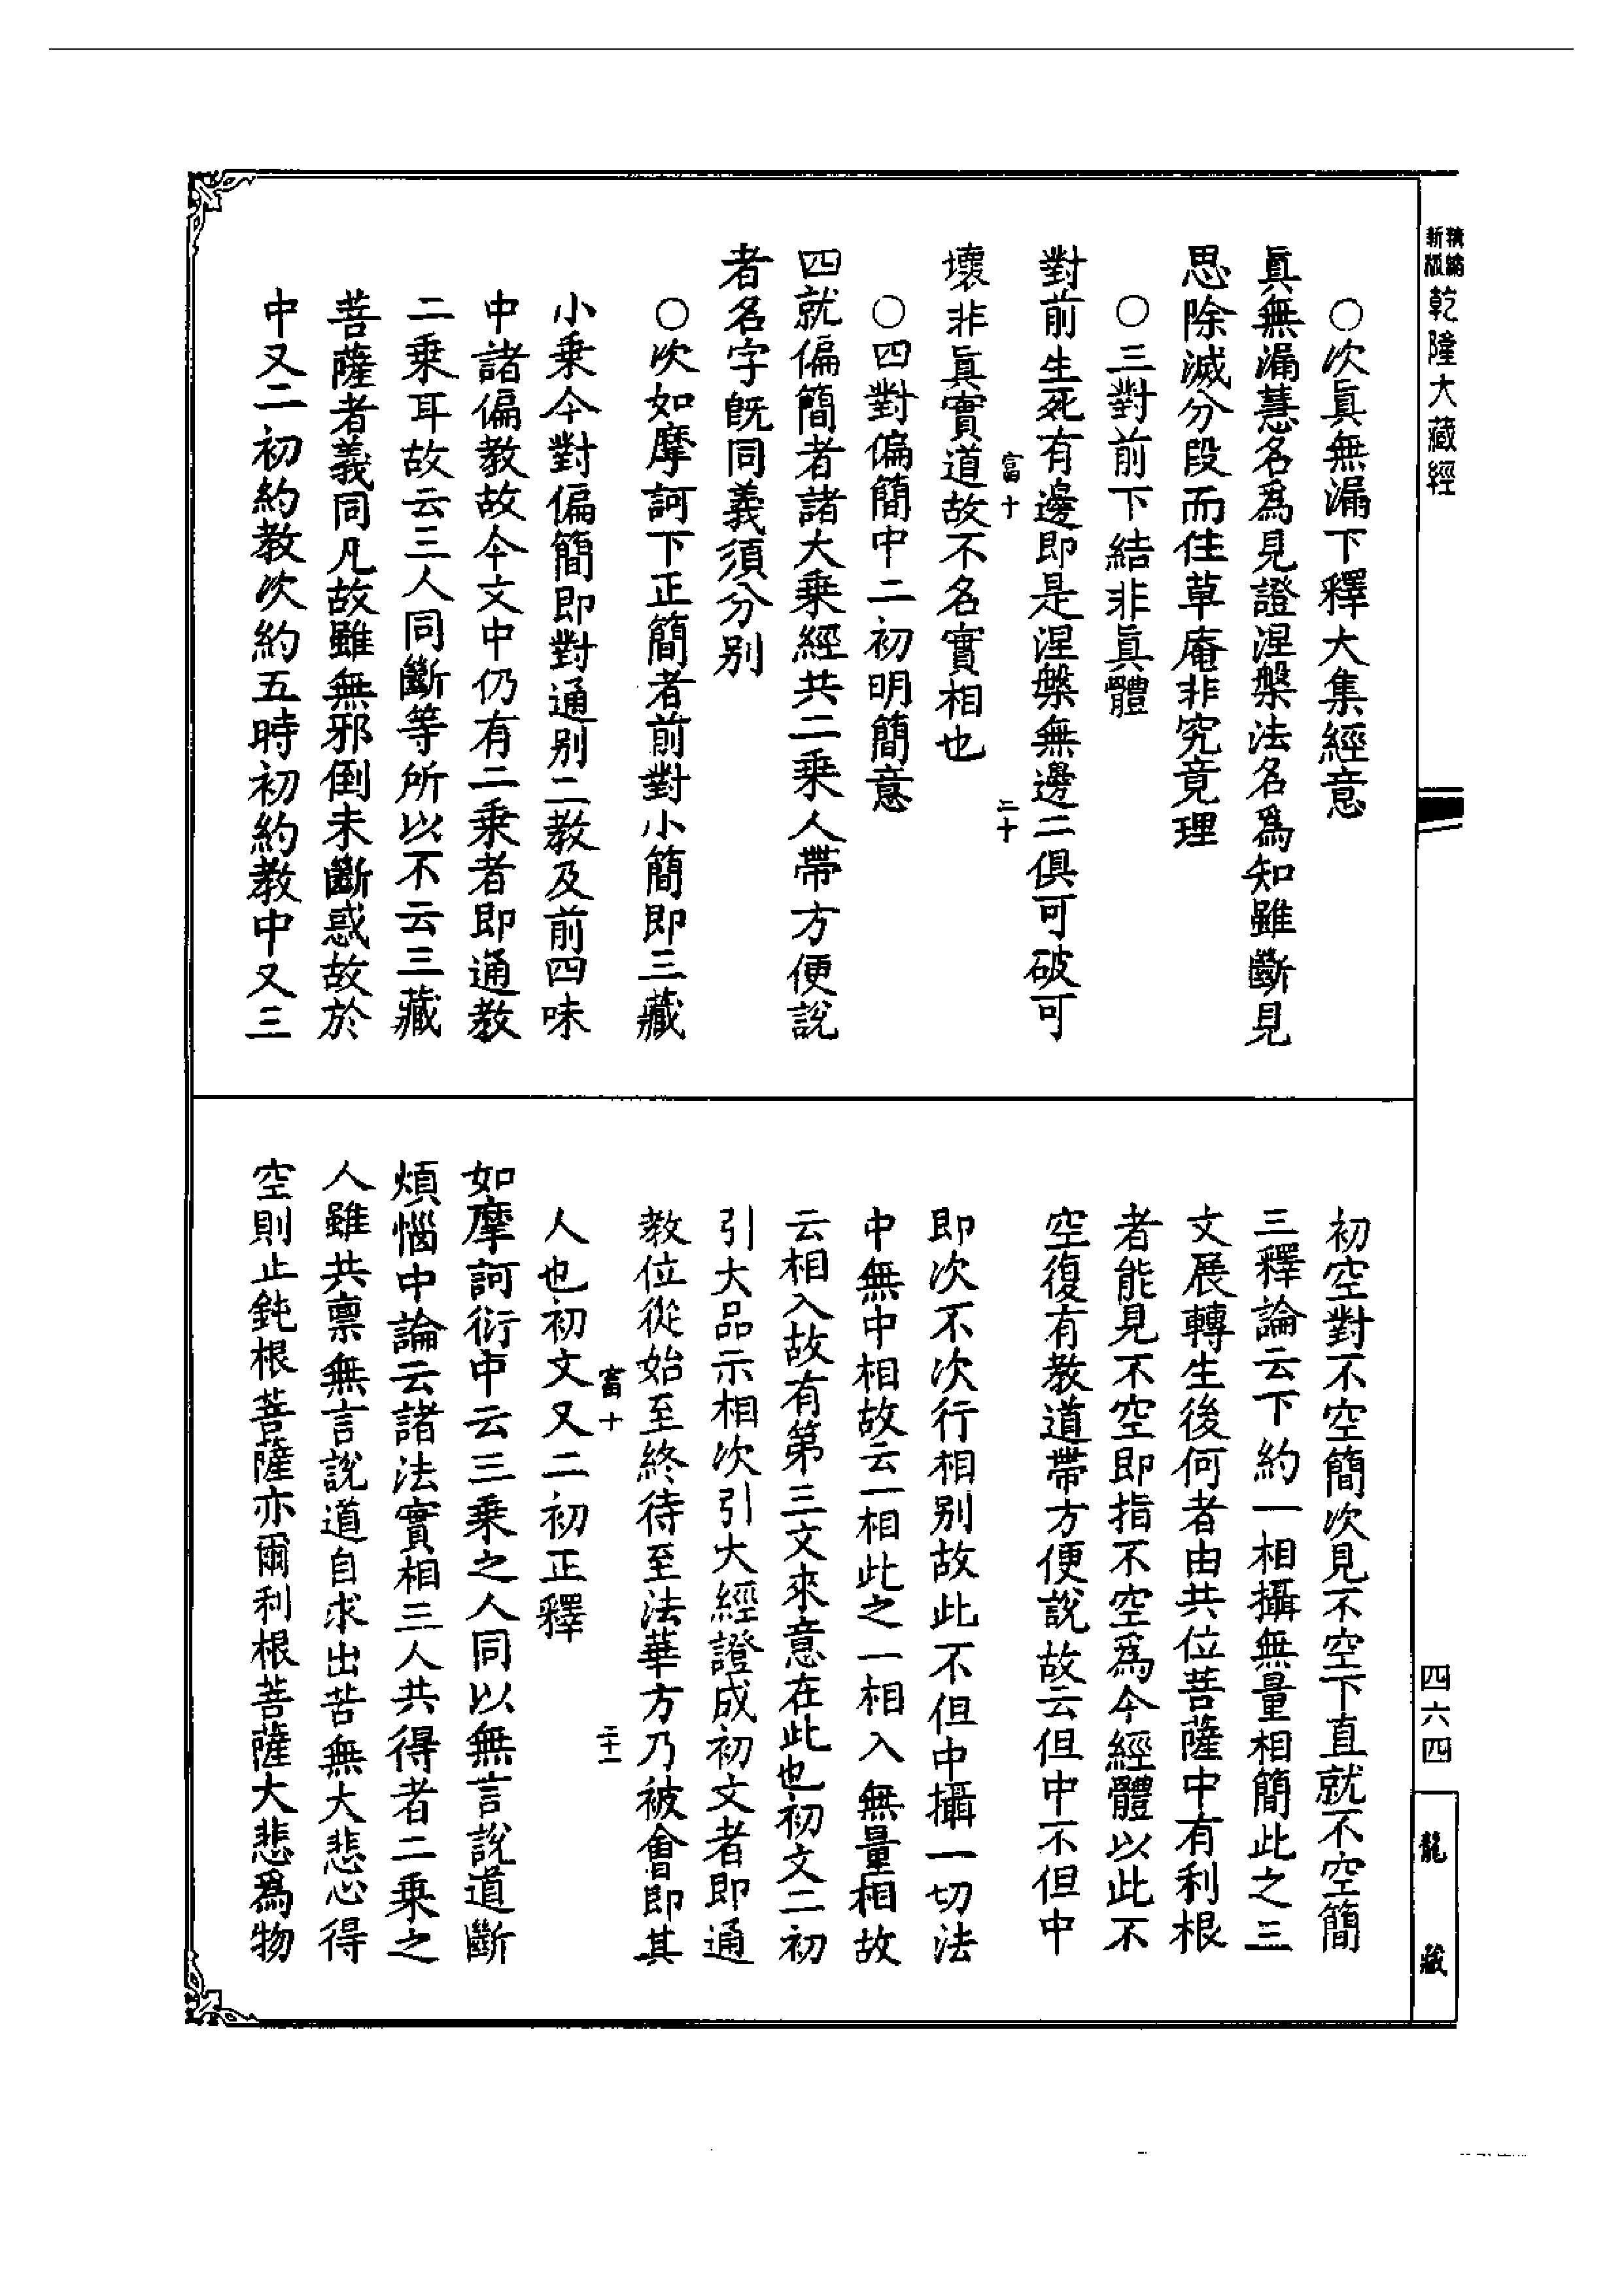 精縮新版
乾隆大藏經
○次眞無漏下釋大集經意
眞無漏慧名爲見證涅槃法名爲知雖斷見
思除滅分段而住草庵非究竟理
○三對前下結非眞體
對前生死有邊即是涅槃無邊二俱可破可
富十
二十
壞非眞實道故不名實相也
○四對偏簡中二初明簡意
四就偏簡者諸大乘經共二乘人帶方便說
者名字旣同義須分別
○次如摩訶下正簡者前對小簡即三藏
小乘今對偏簡即對通別二教及前四味
中諸偏教故今文中仍有二乘者即通教
二乘耳故云三人同斷等所以不云三藏
菩薩者義同凡故雖無邪倒未斷惑故於
中又二初約教次約五時初約教中又三
初空對不空簡次見不空下直就不空簡
三釋論云下約一相攝無量相簡此之三
文展轉生後何者由共位菩薩中有利根
者能見不空即指不空爲今經體以此不
空復有教道帶方便說故云但中不但中
即次不次行相別故此不但中攝一切法
中無中相故云一相此之一相入無量相故
云相入故有第三文來意在此也初文二初
引大品示相次引大經證成初文者即通
教位從始至終待至法華方乃被會即其
富十
二十一
人也初文又二初正釋
如摩訶衍中云三乘之人同以無言說道斷
煩惱中論云諸法實相三人共得者二乘之
人雖共稟無言說道自求出苦無大悲心得
空則止鈍根菩薩亦爾利根菩薩大悲爲物
四六四
龍藏